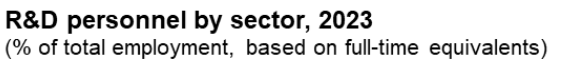 R&D personnel by sector, 2023
(% of total employment, based on full-time equivalents)